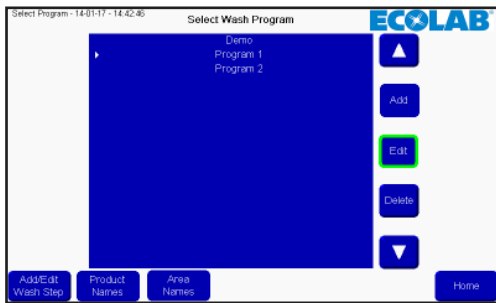 Select Program - 14-01-17 - 14:42:46
Select Wash Program
ECOLAB
Demo
Program 1
Program 2
Add
Edit
Delete
Add/Edit
Wash Step
Product
Names
Area
Names
Home